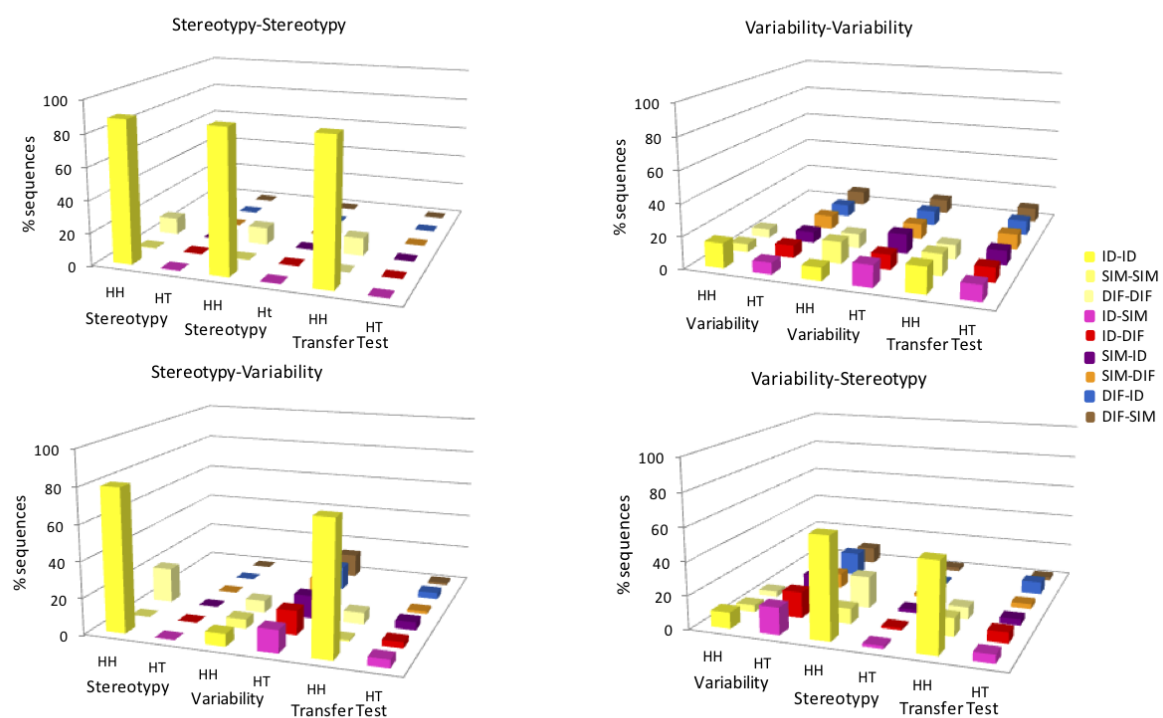 Stereotypy-Stereotypy
% sequences
100
80
60
40
20
0
HH
HT
HH
Ht
HH
HT
Stereotypy
Stereotypy
Transfer Test
Variability-Variability
% sequences
100
80
60
40
20
0
HH
HT
HH
HT
HH
HT
Variability
Variability
Transfer Test
ID-ID
SIM-SIM
DIF-DIF
ID-SIM
ID-DIF
SIM-ID
SIM-DIF
DIF-ID
DIF-SIM
Stereotypy-Variability
% sequences
100
80
60
40
20
0
HH
HT
HH
HT
HH
HT
Stereotypy
Variability
Transfer Test
Variability-Stereotypy
% sequences
100
80
60
40
20
0
HH
HT
HH
HT
HH
HT
Variability
Stereotypy
Transfer Test